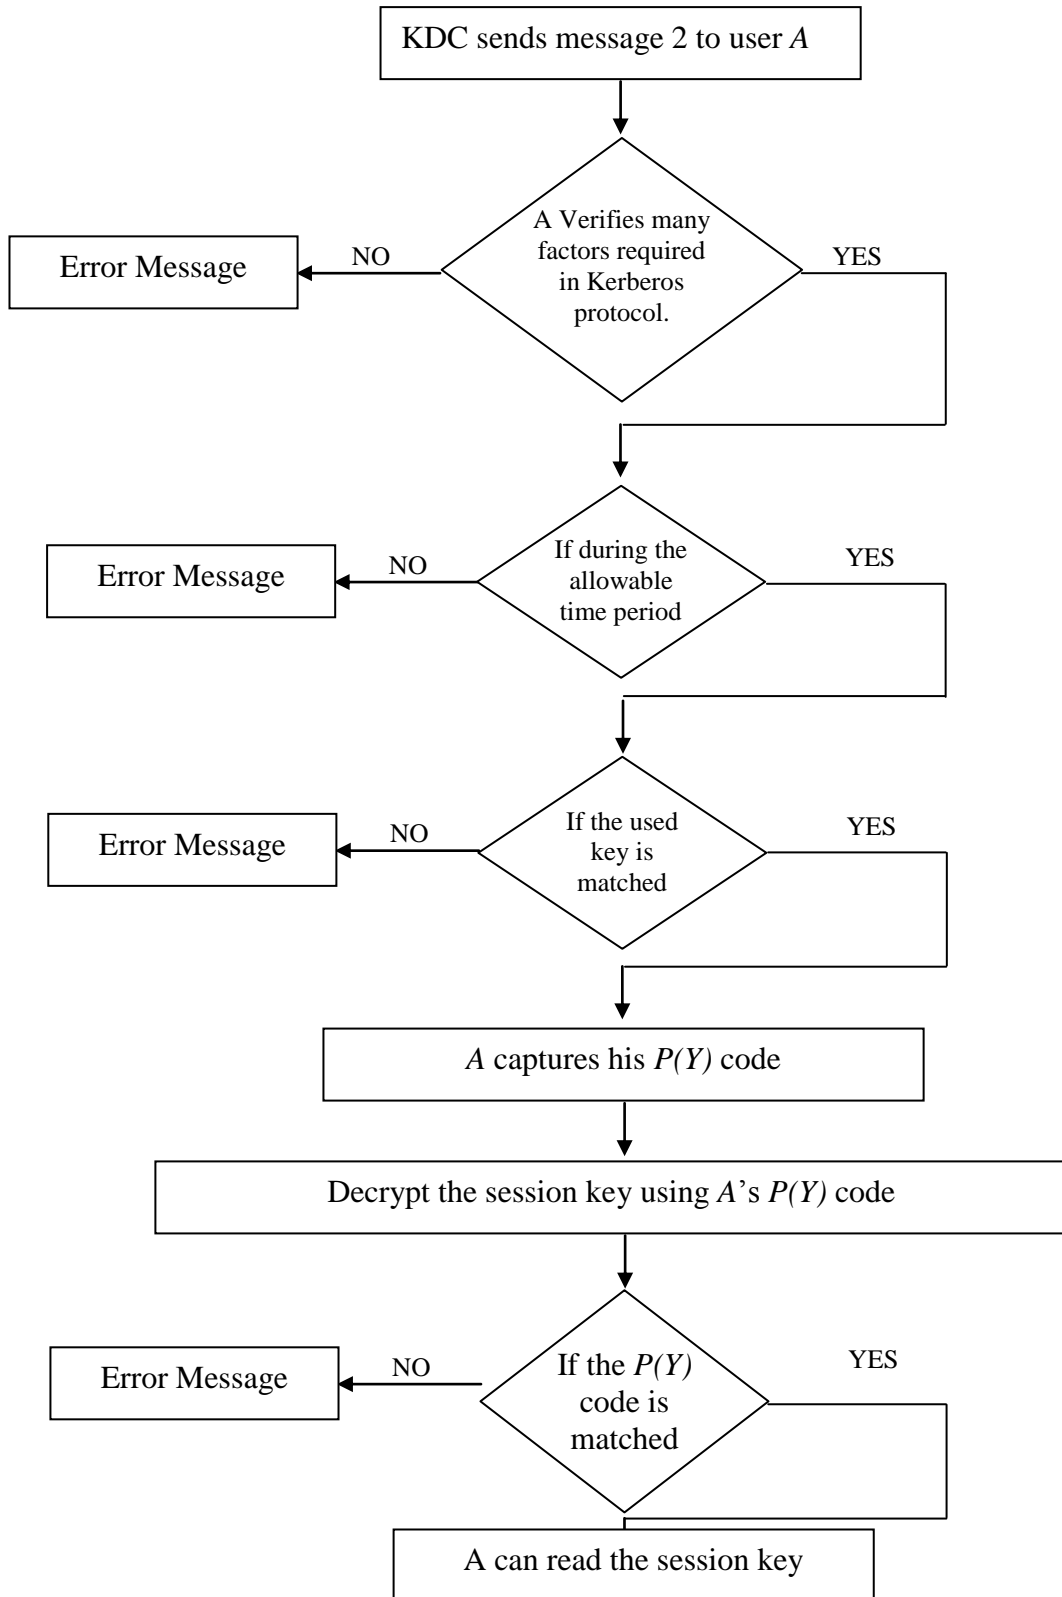 KDC sends message 2 to user A
A Verifies many
factors required
in Kerberos
protocol.
NO
YES
Error Message
If during the
allowable
time period
NO
YES
Error Message
If the used
key is
matched
NO
YES
Error Message
A captures his P(Y) code
Decrypt the session key using A’s P(Y) code
If the P(Y)
code is
matched
NO
YES
Error Message
A can read the session key